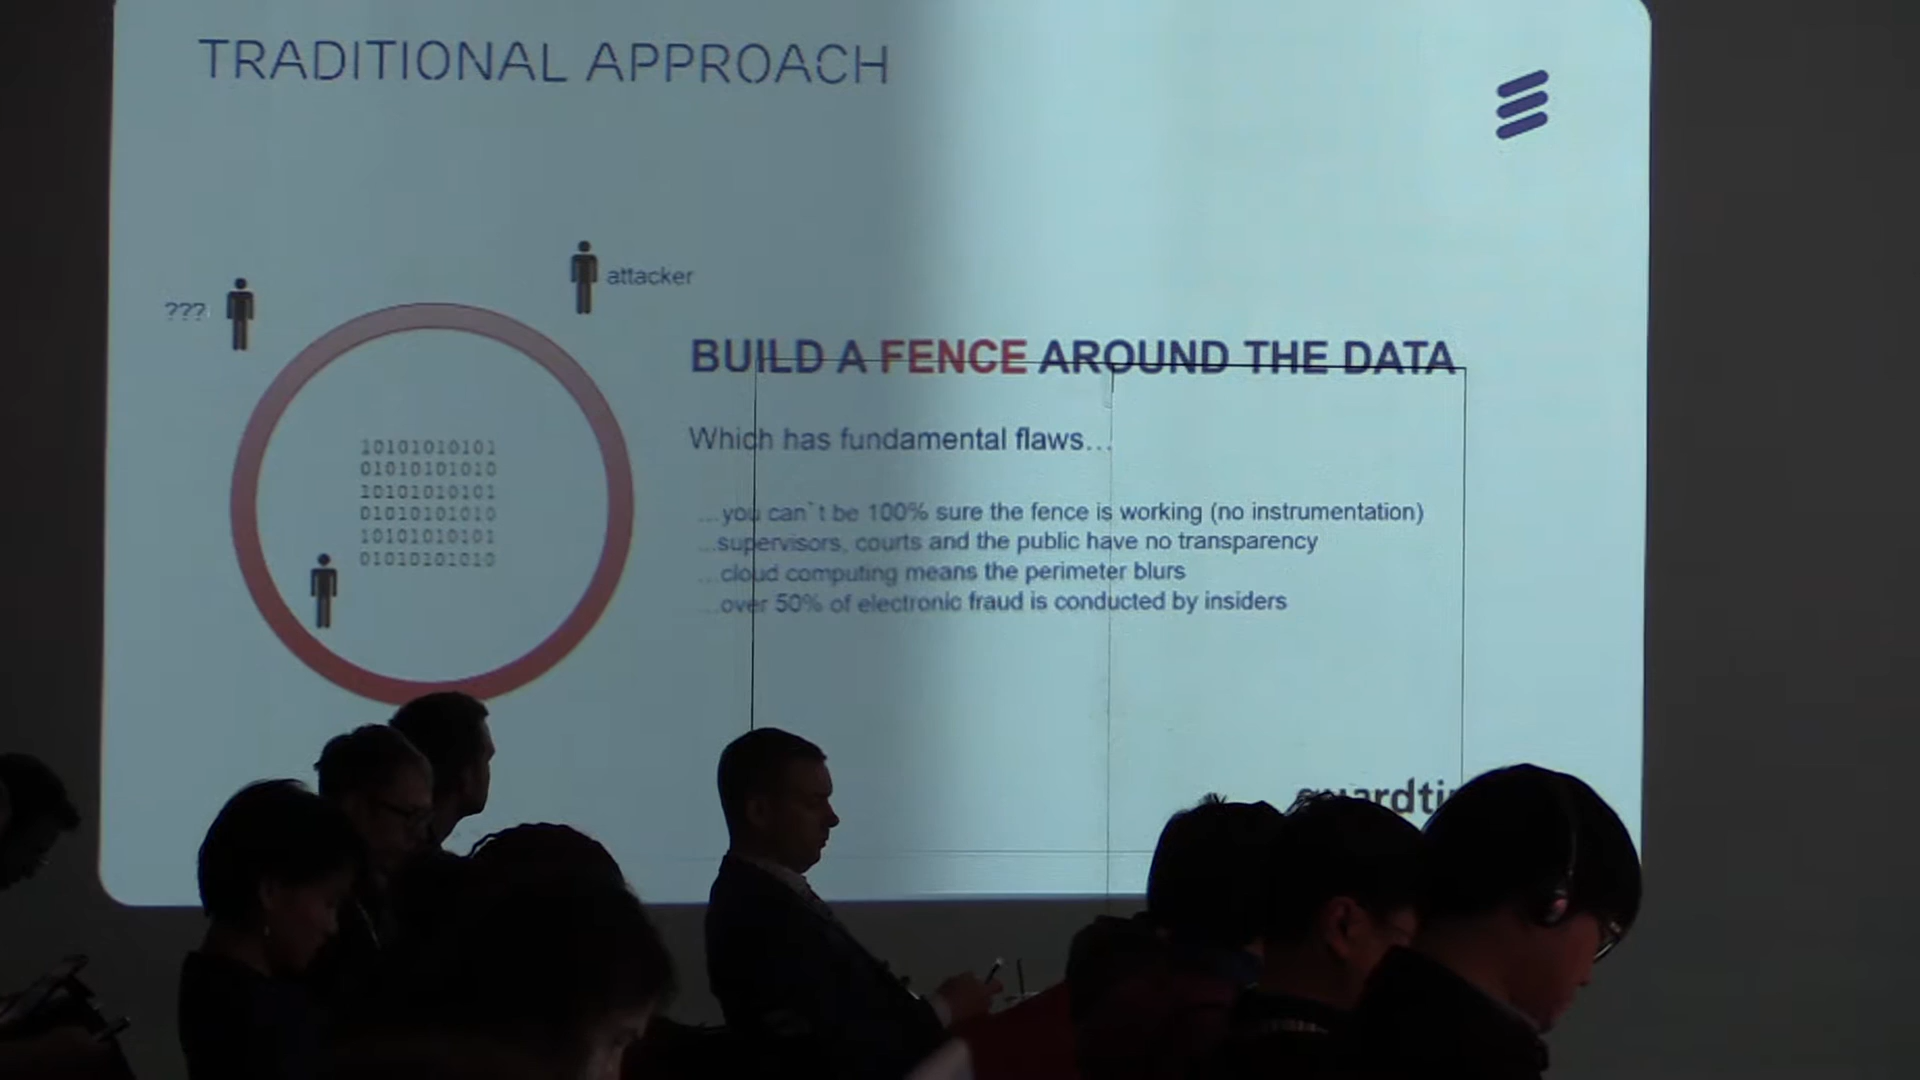 TRADITIONAL APPROACH
attacker
???
BUILD A FENCE AROUND THE DATA
Which has fundamental flaws...
10101010101
01010101010
10101010101
01010101010
10101010101
01010101010
...you can`t be 100% sure the fence is working (no instrumentation)
...supervisors, courts and the public have no transparency
...cloud computing means the perimeter blurs
...over 50% of electronic fraud is conducted by insiders